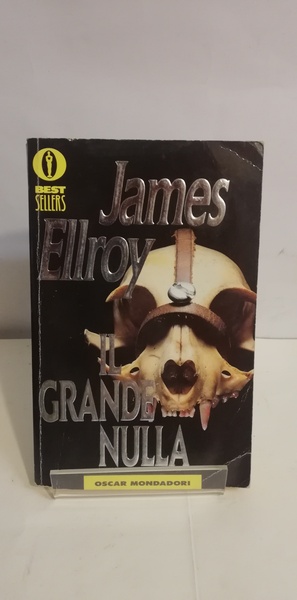 BEST
SELLERS
James
Ellroy
IL
GRANDE
NULLA
OSCAR MONDADORI